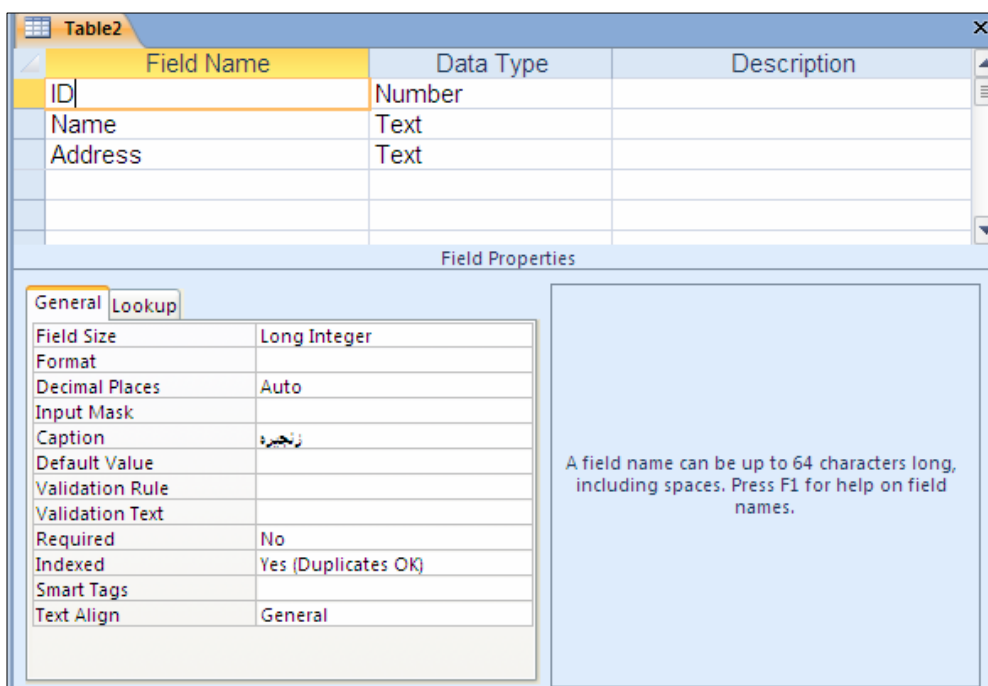 Table2
Field Name Data Type Description
ID Number
Name Text
Address Text
Field Properties
General Lookup
Field Size Long Integer
Format
Decimal Places Auto
Input Mask
Caption زنجیره
Default Value
Validation Rule
Validation Text
Required No
Indexed Yes (Duplicates OK)
Smart Tags
Text Align General
A field name can be up to 64 characters long,
including spaces. Press F1 for help on field
names.